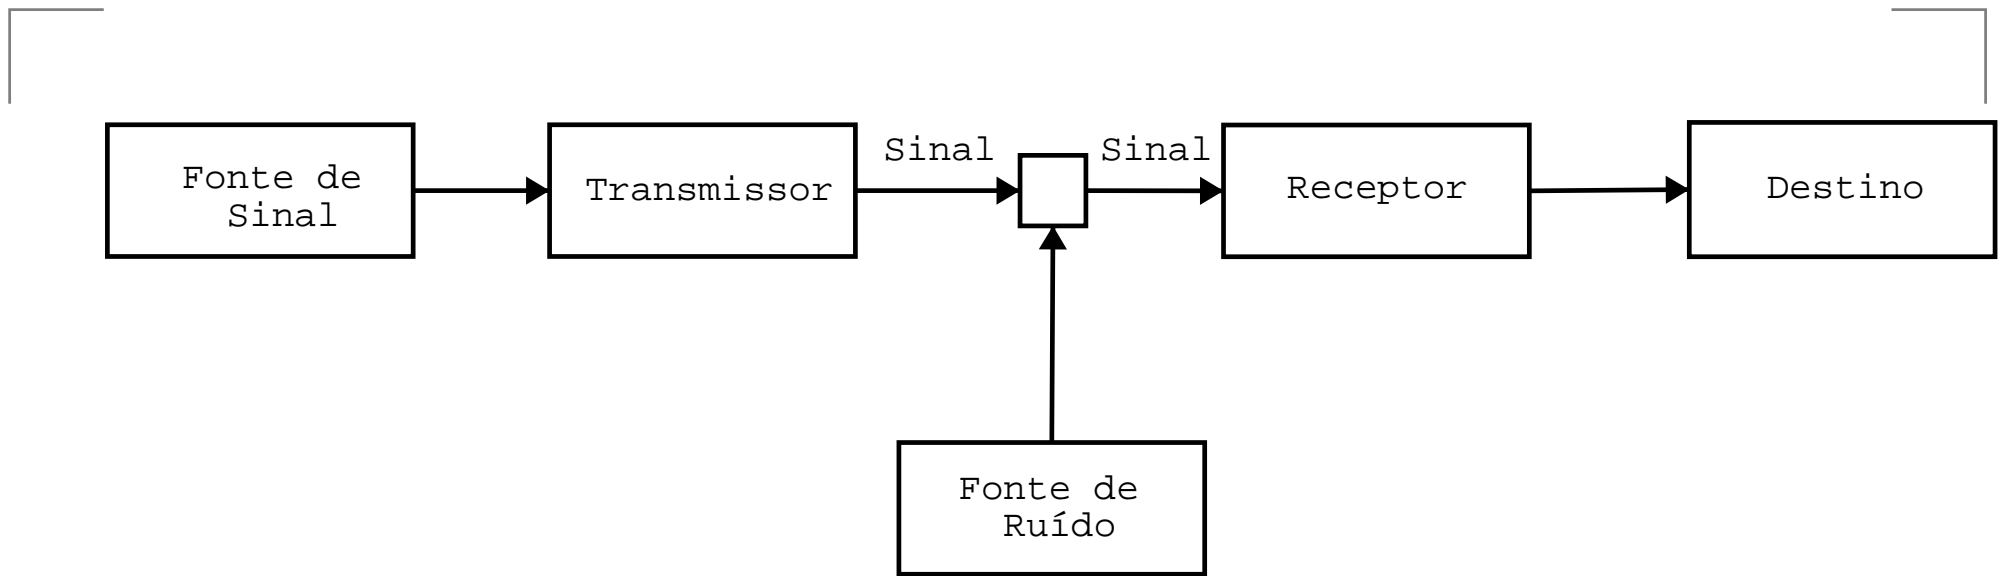 Fonte de
Sinal
Transmissor
Sinal
Sinal
Receptor
Destino
Fonte de
Ruído